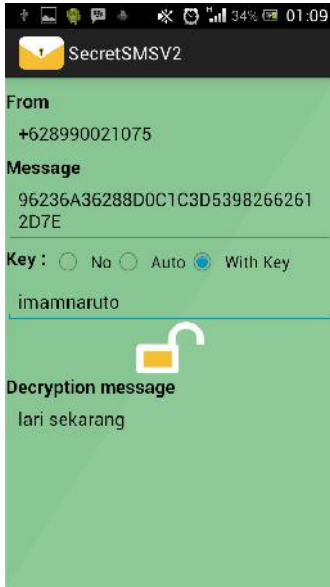 34% 01:09
SecretSMSV2
From
+628990021075
Message
96236A36288D0C1C3D5398266261
2D7E
Key : No Auto With Key
imamnaruto
Decryption message
lari sekarang